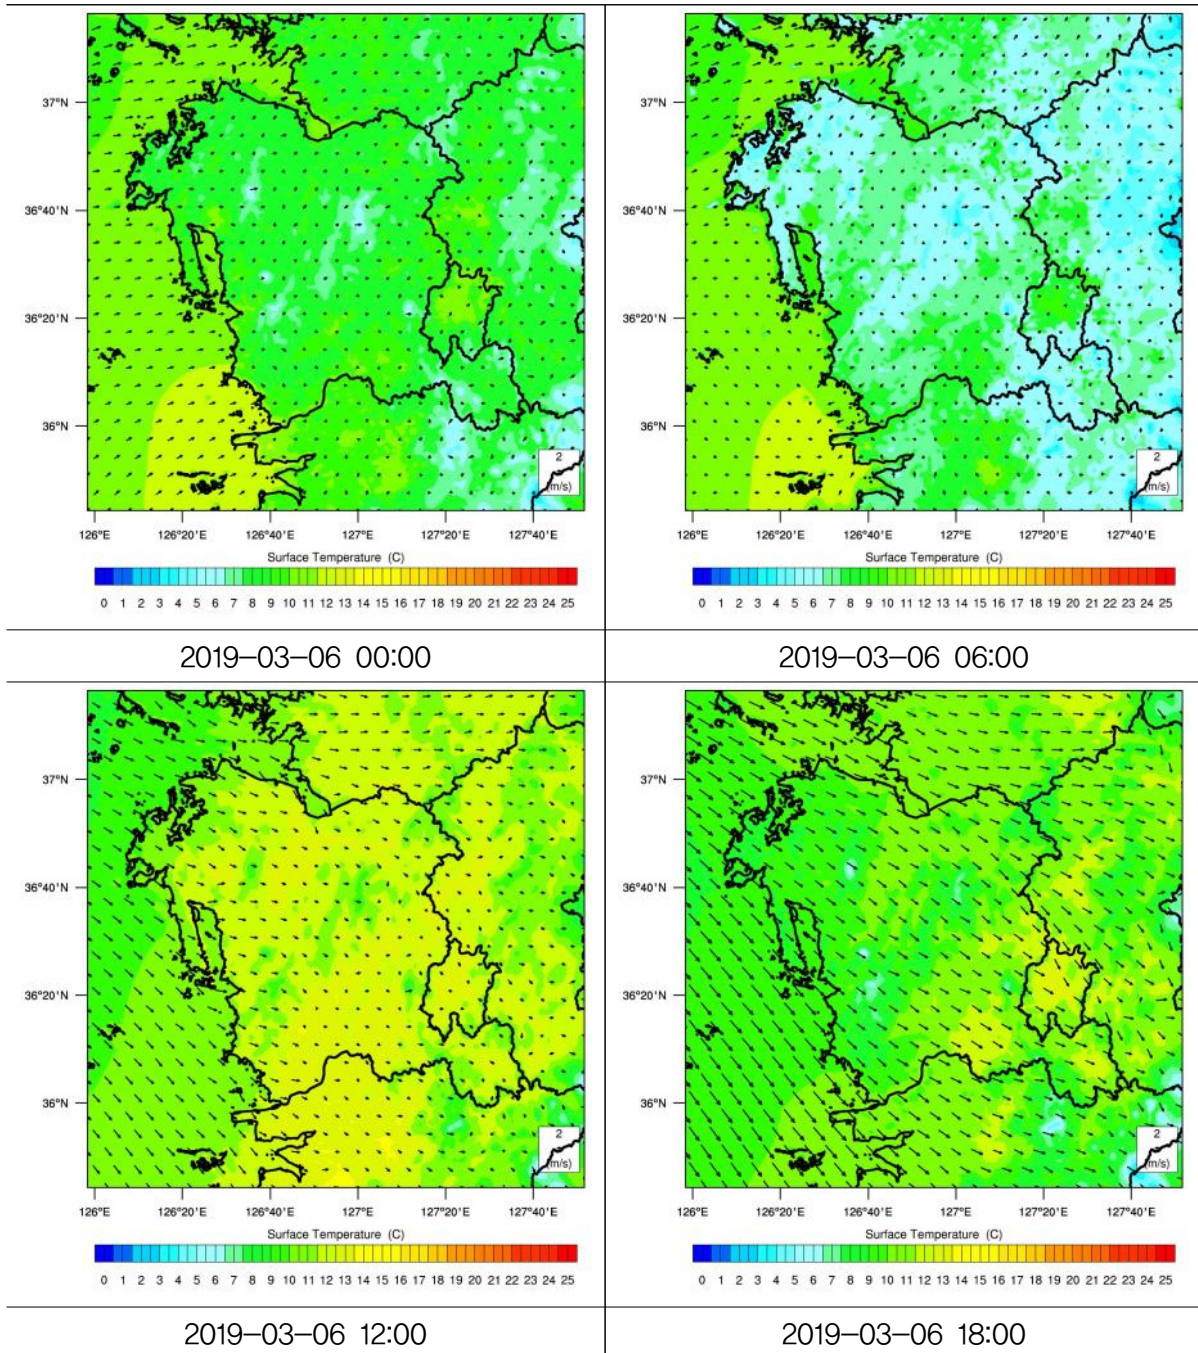 37°N
36°40'N
36°20'N
36°N
2
(m/s)
126°E 126°20'E 126°40'E 127°E 127°20'E 127°40'E
Surface Temperature (C)
0 1 2 3 4 5 6 7 8 9 10 11 12 13 14 15 16 17 18 19 20 21 22 23 24 25
2019-03-06 00:00
37°N
36°40'N
36°20'N
36°N
2
(m/s)
126°E 126°20'E 126°40'E 127°E 127°20'E 127°40'E
Surface Temperature (C)
0 1 2 3 4 5 6 7 8 9 10 11 12 13 14 15 16 17 18 19 20 21 22 23 24 25
2019-03-06 06:00
37°N
36°40'N
36°20'N
36°N
2
(m/s)
126°E 126°20'E 126°40'E 127°E 127°20'E 127°40'E
Surface Temperature (C)
0 1 2 3 4 5 6 7 8 9 10 11 12 13 14 15 16 17 18 19 20 21 22 23 24 25
2019-03-06 12:00
37°N
36°40'N
36°20'N
36°N
2
(m/s)
126°E 126°20'E 126°40'E 127°E 127°20'E 127°40'E
Surface Temperature (C)
0 1 2 3 4 5 6 7 8 9 10 11 12 13 14 15 16 17 18 19 20 21 22 23 24 25
2019-03-06 18:00